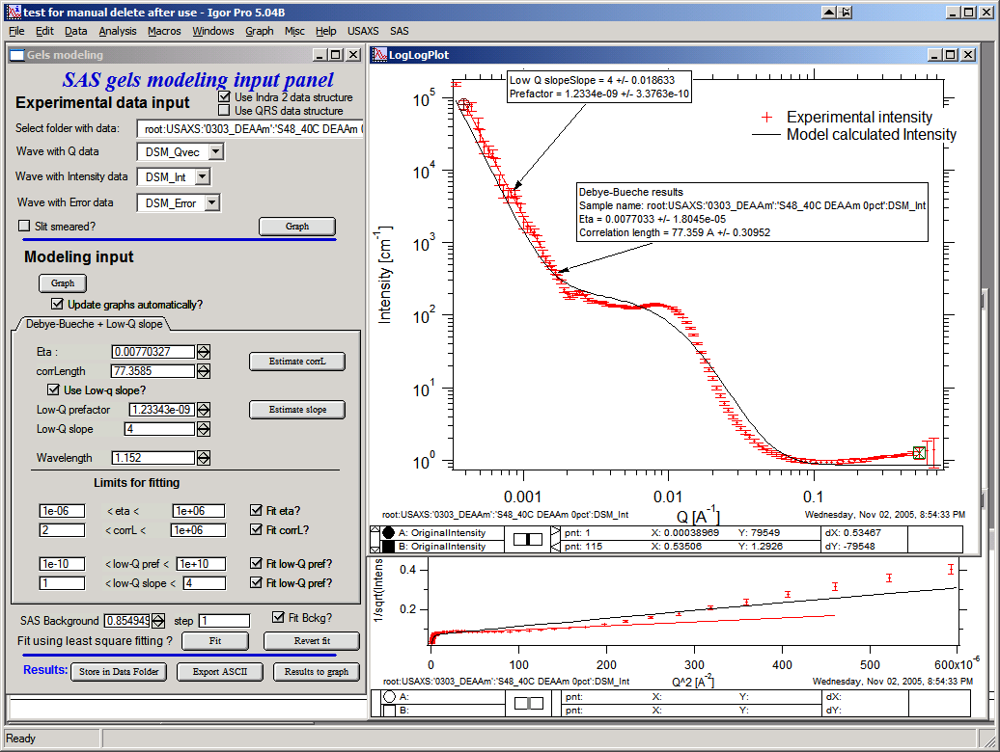 test for manual delete after use - Igor Pro 5.04B
File Edit Data Analysis Macros Windows Graph Misc Help USAXS SAS
Gels modeling
SAS gels modeling input panel
Experimental data input
Use Indra 2 data structure
Use QRS data structure
Select folder with data: root:USAXS:'0303_DEAAm':'S48_40C DEAAm 0
Wave with Q data DSM_Qvec
Wave with Intensity data DSM_Int
Wave with Error data DSM_Error
Slit smeared? Graph
Modeling input
Graph
Update graphs automatically?
Debye-Bueche + Low-Q slope
Eta : 0.00770327
Estimate corrL
corrLength 77.3585
Use Low-q slope?
Low-Q prefactor 1.23343e-09 Estimate slope
Low-Q slope 4
Wavelength 1.152
Limits for fitting
1e-06 < eta < 1e+06 Fit eta?
2 < corrL < 1e+06 Fit corrL?
1e-10 < low-Q pref < 1e+10 Fit low-Q pref?
1 < low-Q slope < 4 Fit low-Q pref?
SAS Background 0.854949 step 1 Fit Bckg?
Fit using least square fitting ? Fit Revert fit
Results: Store in Data Folder Export ASCII Results to graph
LogLogPlot
Low Q slopeSlope = 4 +/- 0.018633
Prefactor = 1.2334e-09 +/- 3.3763e-10
Experimental intensity
Model calculated Intensity
Debye-Bueche results
Sample name: root:USAXS:'0303_DEAAm':'S48_40C DEAAm 0pct':DSM_Int
Eta = 0.0077033 +/- 1.8045e-05
Correlation length = 77.359 A +/- 0.30952
Intensity [cm-1]
10^5
10^4
10^3
10^2
10^1
10^0
0.001 0.01 0.1
Q [A-1]
root:USAXS:'0303_DEAAm':'S48_40C DEAAm 0pct':DSM_Int Wednesday, Nov 02, 2005, 8:54:33 PM
A: OriginalIntensity pnt: 1 X: 0.00038969 Y: 79549 dX: 0.53467
B: OriginalIntensity pnt: 115 X: 0.53506 Y: 1.2926 dY: -79548
1/sqrt(Intens
0.4
0.2
0 100 200 300 400 500 600x10-6
Q^2 [A-2]
root:USAXS:'0303_DEAAm':'S48_40C DEAAm 0pct':DSM_Int Wednesday, Nov 02, 2005, 8:54:33 PM
A: pnt: X: Y: dX:
B: pnt: X: Y: dY:
Ready